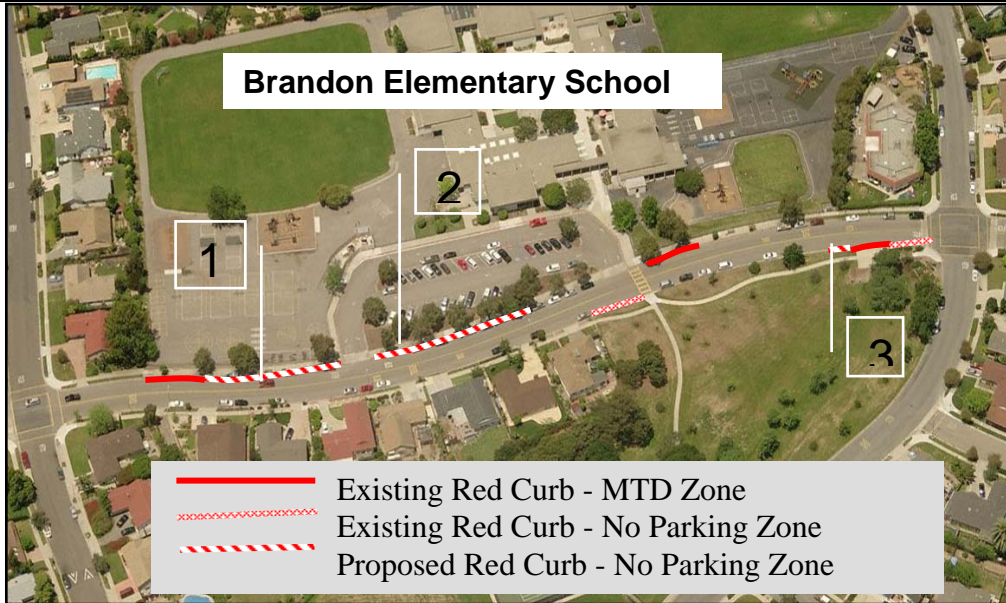 Brandon Elementary School
2
1
3
Existing Red Curb - MTD Zone
Existing Red Curb - No Parking Zone
Proposed Red Curb - No Parking Zone